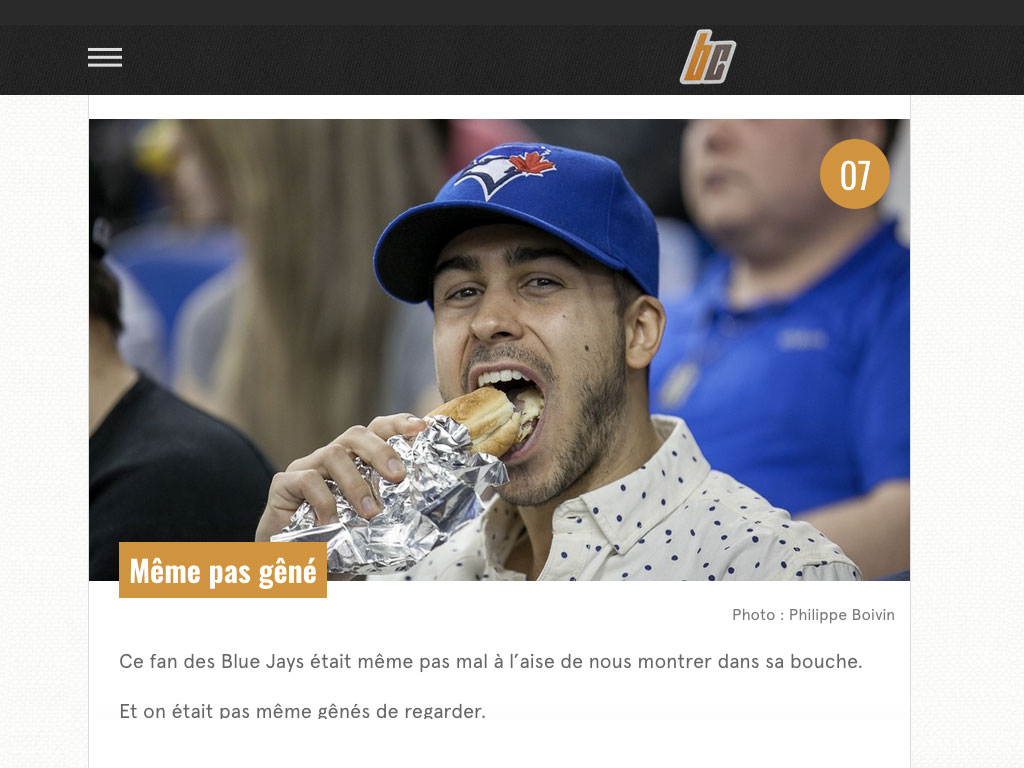 bc
07
Même pas gêné
Photo : Philippe Boivin
Ce fan des Blue Jays était même pas mal à l’aise de nous montrer dans sa bouche.
Et on était pas même gênés de regarder.